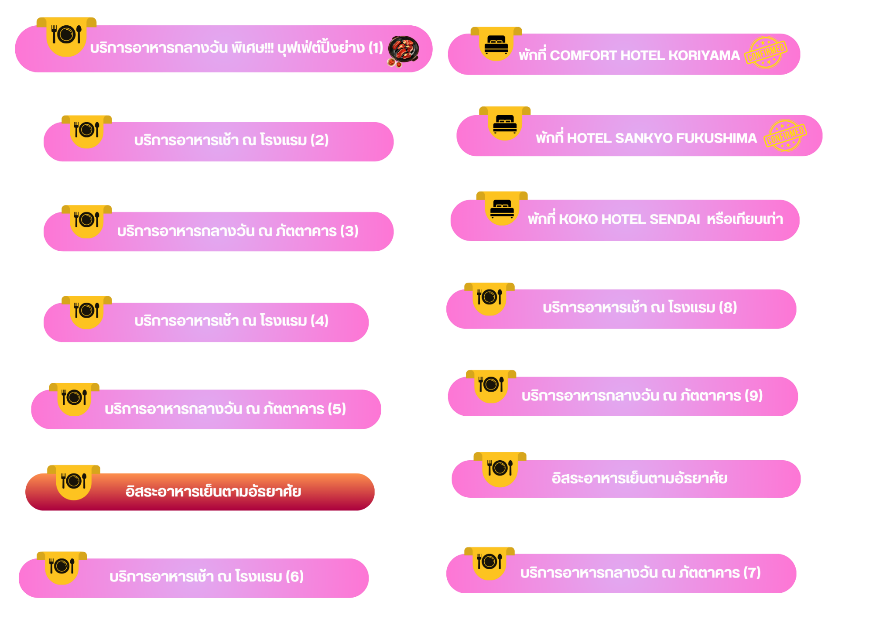 บริการอาหารกลางวัน พิเศษ!!! บุฟเฟ่ต์ปิ้งย่าง (1)
บริการอาหารเช้า ณ โรงแรม (2)
บริการอาหารกลางวัน ณ ภัตตาคาร (3)
บริการอาหารเช้า ณ โรงแรม (4)
บริการอาหารกลางวัน ณ ภัตตาคาร (5)
อิสระอาหารเย็นตามอัธยาศัย
บริการอาหารเช้า ณ โรงแรม (6)
พักที่ COMFORT HOTEL KORIYAMA
CONFIRMED
พักที่ HOTEL SANKYO FUKUSHIMA
CONFIRMED
พักที่ KOKO HOTEL SENDAI หรือเทียบเท่า
บริการอาหารเช้า ณ โรงแรม (8)
บริการอาหารกลางวัน ณ ภัตตาคาร (9)
อิสระอาหารเย็นตามอัธยาศัย
บริการอาหารกลางวัน ณ ภัตตาคาร (7)